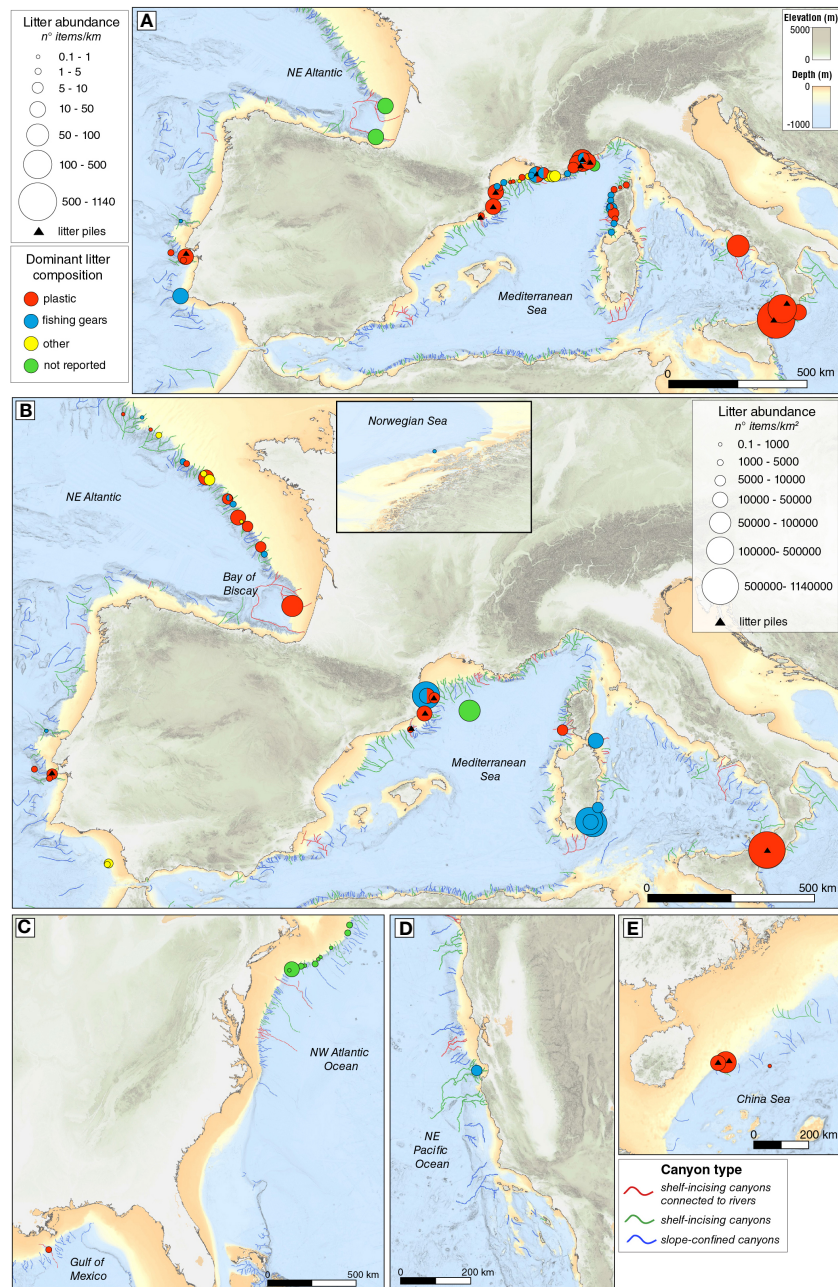 Litter abundance
n° items/km
0.1 - 1
1 - 5
5 - 10
10 - 50
50 - 100
100 - 500
500 - 1140
litter piles
Dominant litter
composition
plastic
fishing gears
other
not reported
A
NE Altantic
Mediterranean
Sea
Elevation (m)
5000
0
Depth (m)
0
-1000
0
500 km
B
NE Altantic
Bay of
Biscay
Norwegian Sea
Mediterranean
Sea
Litter abundance
n° items/km²
0.1 - 1000
1000 - 5000
5000 - 10000
10000 - 50000
50000 - 100000
100000- 500000
500000- 1140000
litter piles
0
500 km
C
NW Atlantic
Ocean
Gulf of
Mexico
0
500 km
D
NE
Pacific
Ocean
0
200 km
E
China Sea
0
200 km
Canyon type
shelf-incising canyons
connected to rivers
shelf-incising canyons
slope-confined canyons